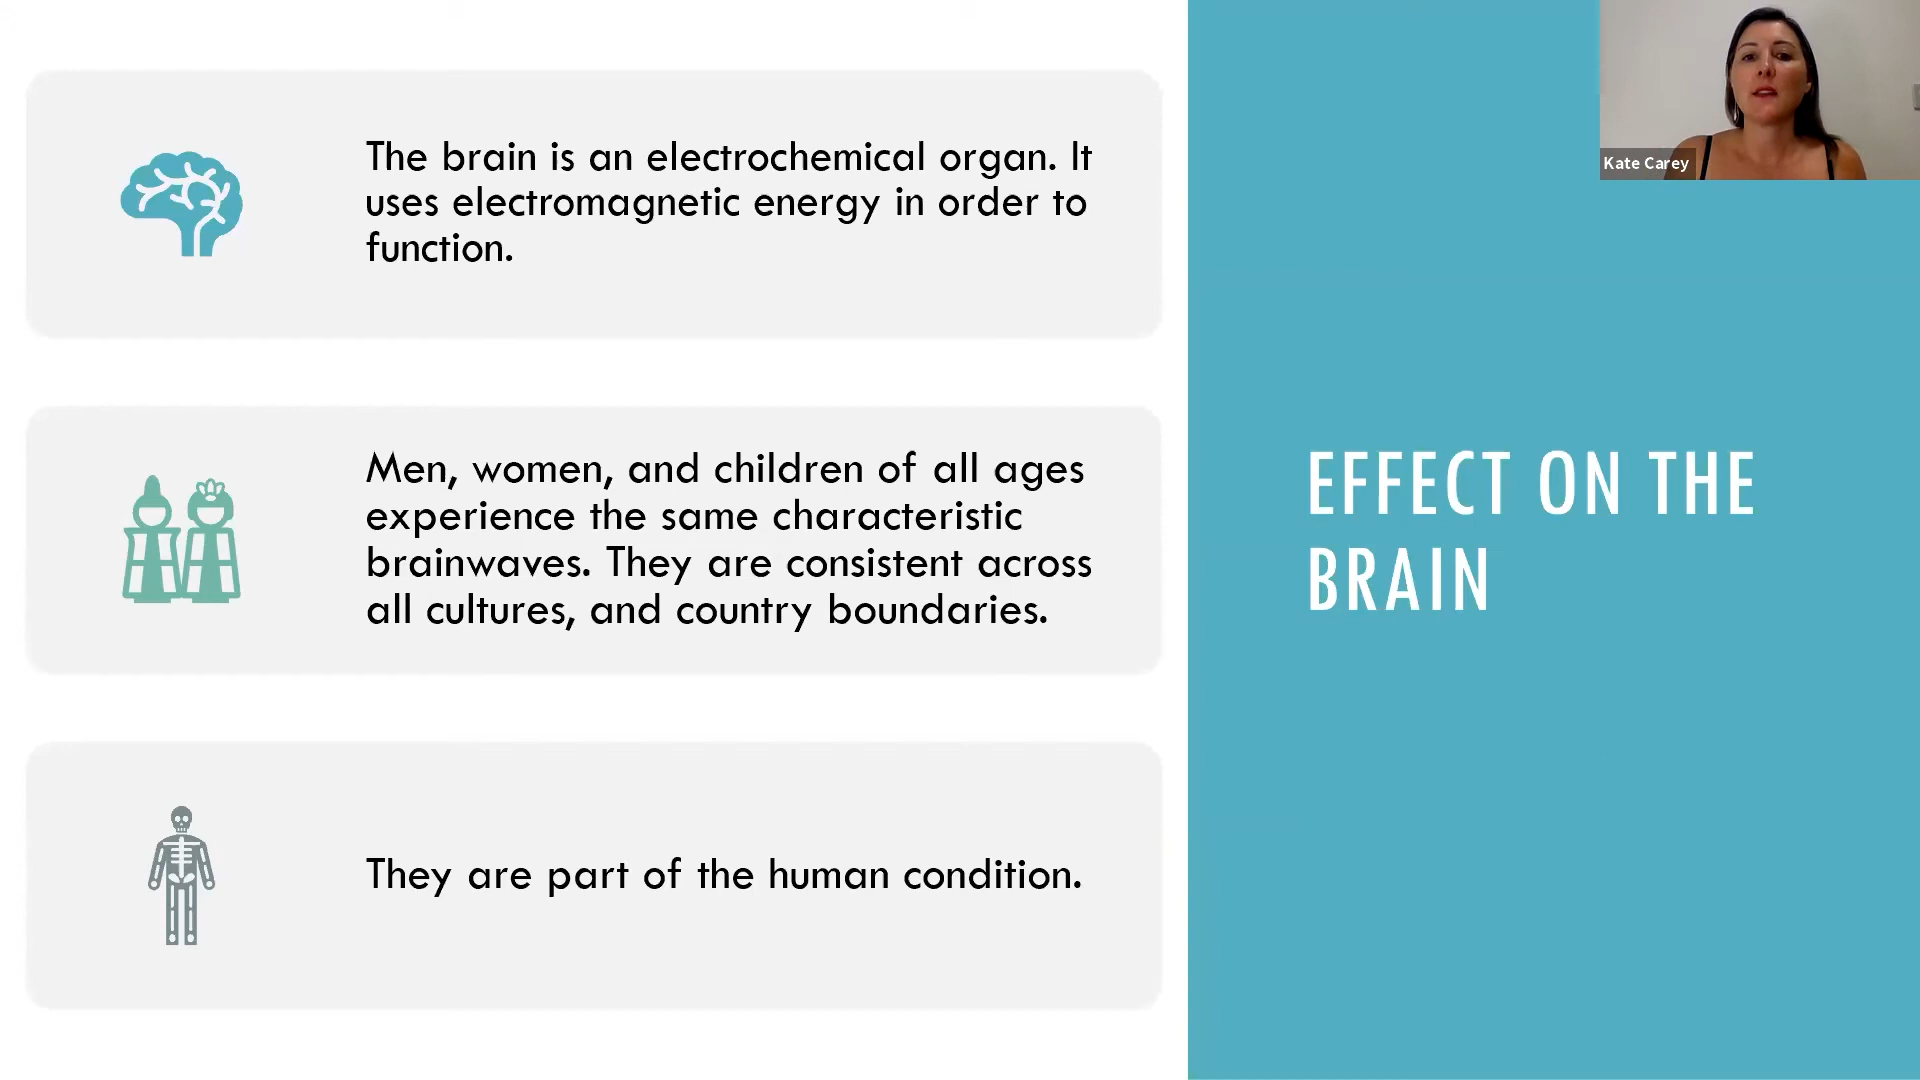 The brain is an electrochemical organ. It
uses electromagnetic energy in order to
function.
Men, women, and children of all ages
experience the same characteristic
brainwaves. They are consistent across
all cultures, and country boundaries.
They are part of the human condition.
EFFECT ON THE
BRAIN
Kate Carey